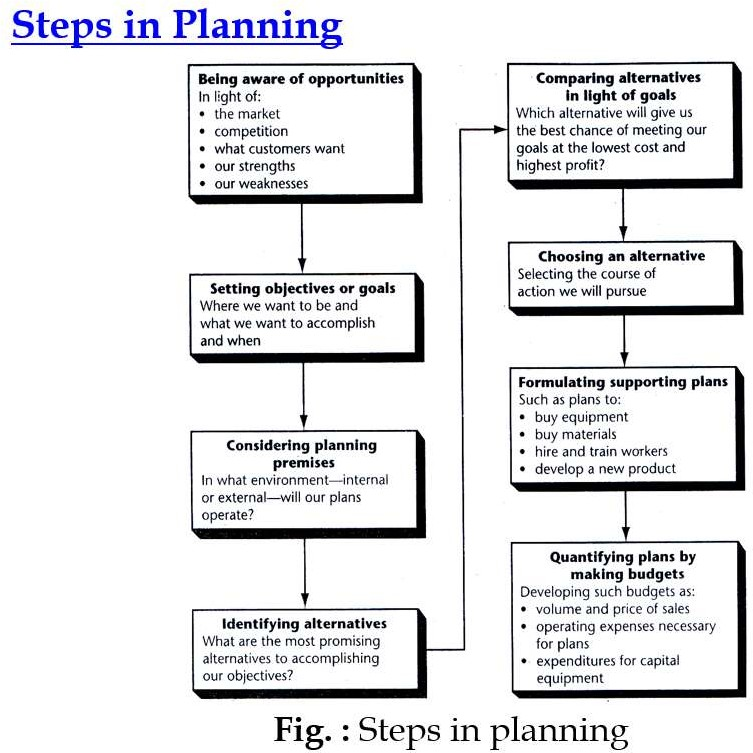 Steps in Planning
Being aware of opportunities
In light of:
• the market
• competition
• what customers want
• our strengths
• our weaknesses
Setting objectives or goals
Where we want to be and
what we want to accomplish
and when
Considering planning
premises
In what environment—internal
or external—will our plans
operate?
Identifying alternatives
What are the most promising
alternatives to accomplishing
our objectives?
Comparing alternatives
in light of goals
Which alternative will give us
the best chance of meeting our
goals at the lowest cost and
highest profit?
Choosing an alternative
Selecting the course of
action we will pursue
Formulating supporting plans
Such as plans to:
• buy equipment
• buy materials
• hire and train workers
• develop a new product
Quantifying plans by
making budgets
Developing such budgets as:
• volume and price of sales
• operating expenses necessary
for plans
• expenditures for capital
equipment
Fig. : Steps in planning